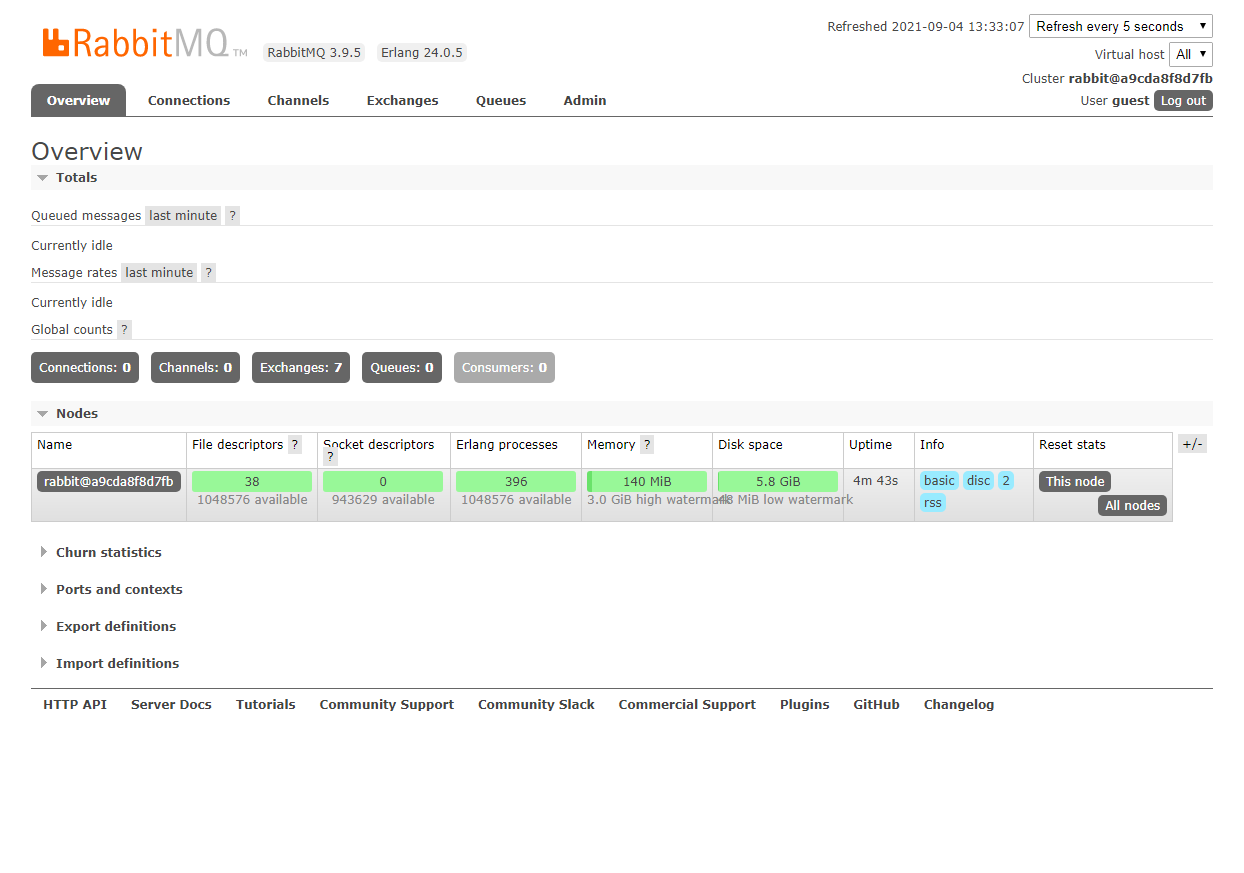 Refreshed 2021-09-04 13:33:07 Refresh every 5 seconds
RabbitMQ TM RabbitMQ 3.9.5 Erlang 24.0.5
Virtual host All
Cluster rabbit@a9cda8f8d7fb
User guest Log out
Overview Connections Channels Exchanges Queues Admin
Overview
Totals
Queued messages last minute ?
Currently idle
Message rates last minute ?
Currently idle
Global counts ?
Connections: 0 Channels: 0 Exchanges: 7 Queues: 0 Consumers: 0
Nodes
Name File descriptors ? Socket descriptors ? Erlang processes Memory ? Disk space Uptime Info Reset stats +/-
rabbit@a9cda8f8d7fb 38 0 396 140 MiB 5.8 GiB 4m 43s basic disc 2 This node
1048576 available 943629 available 1048576 available 3.0 GiB high watermark 48 MiB low watermark rss All nodes
Churn statistics
Ports and contexts
Export definitions
Import definitions
HTTP API Server Docs Tutorials Community Support Community Slack Commercial Support Plugins GitHub Changelog